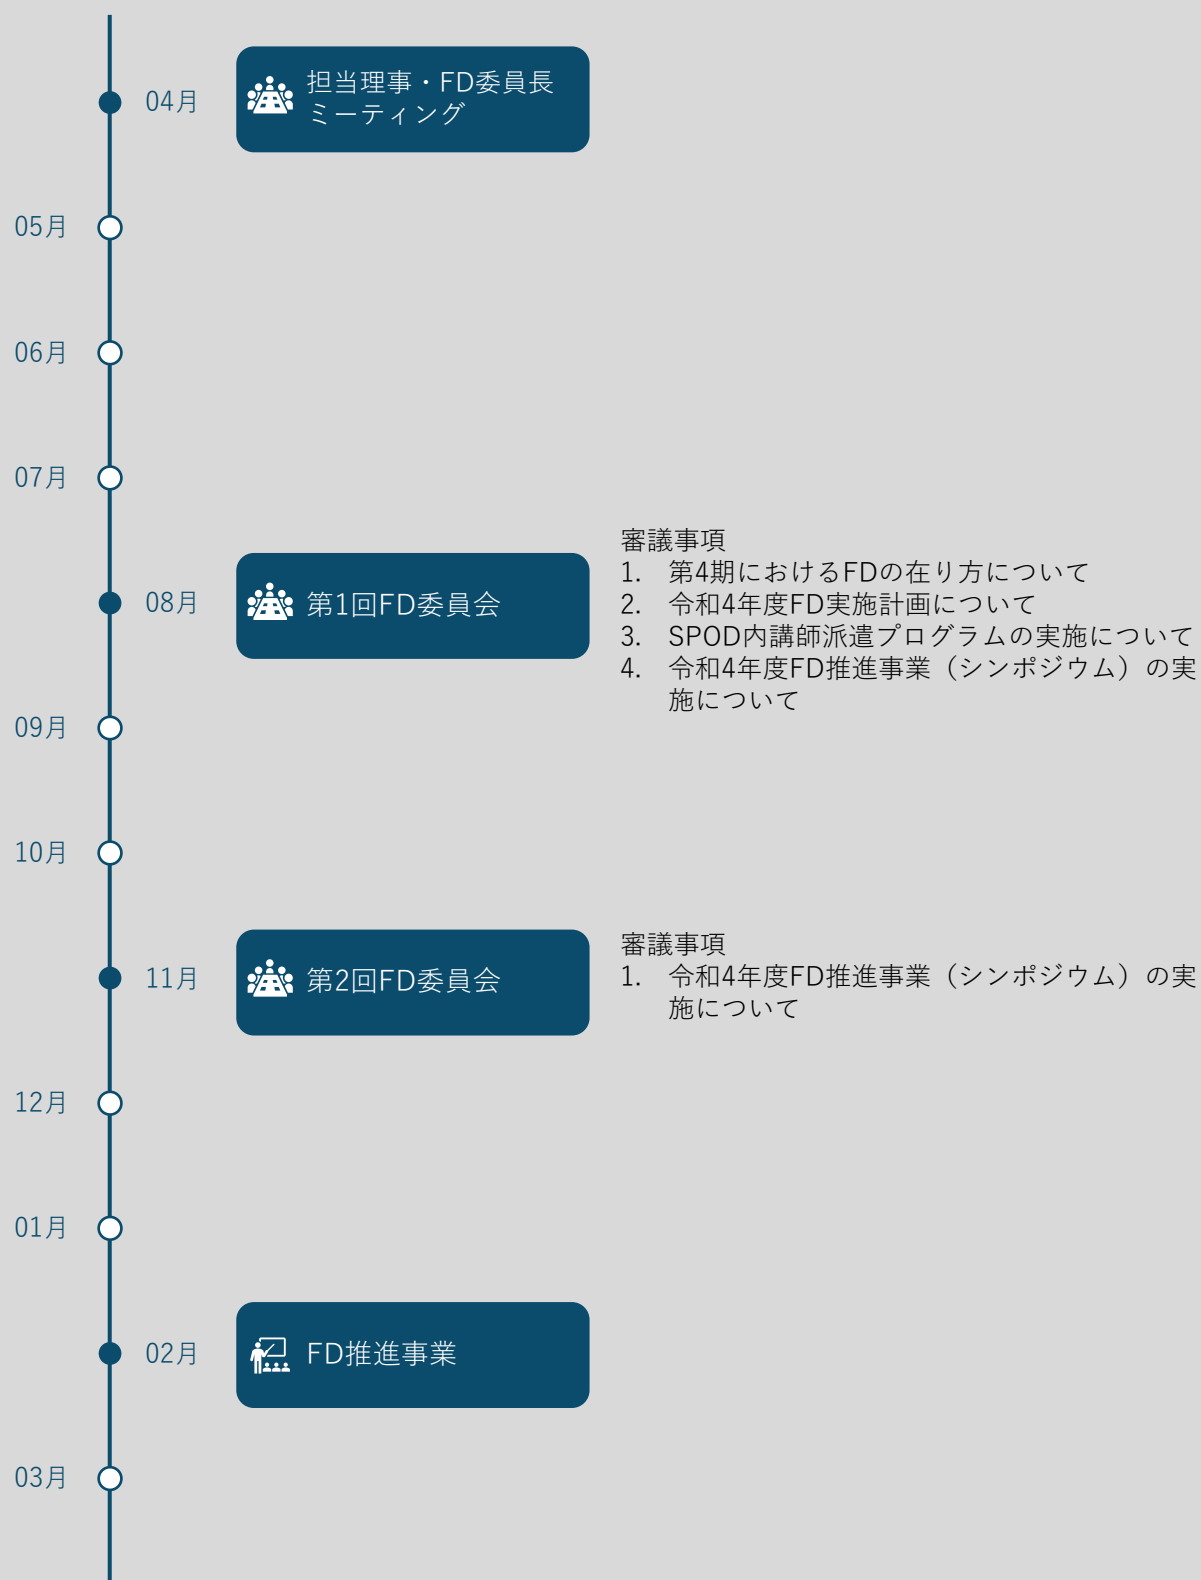 04月
担当理事・FD委員長
ミーティング
05月
06月
07月
08月
第1回FD委員会
審議事項
1. 第4期におけるFDの在り方について
2. 令和4年度FD実施計画について
3. SPOD内講師派遣プログラムの実施について
4. 令和4年度FD推進事業（シンポジウム）の実
施について
09月
10月
11月
第2回FD委員会
審議事項
1. 令和4年度FD推進事業（シンポジウム）の実
施について
12月
01月
02月
FD推進事業
03月